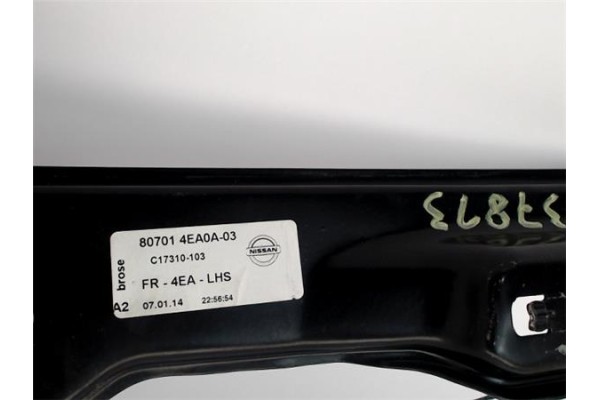 brose
A2
80701 4EA0A-03
C17310-103
FR - 4EA - LHS
07.01.14 22:56:54
NISSAN
37873